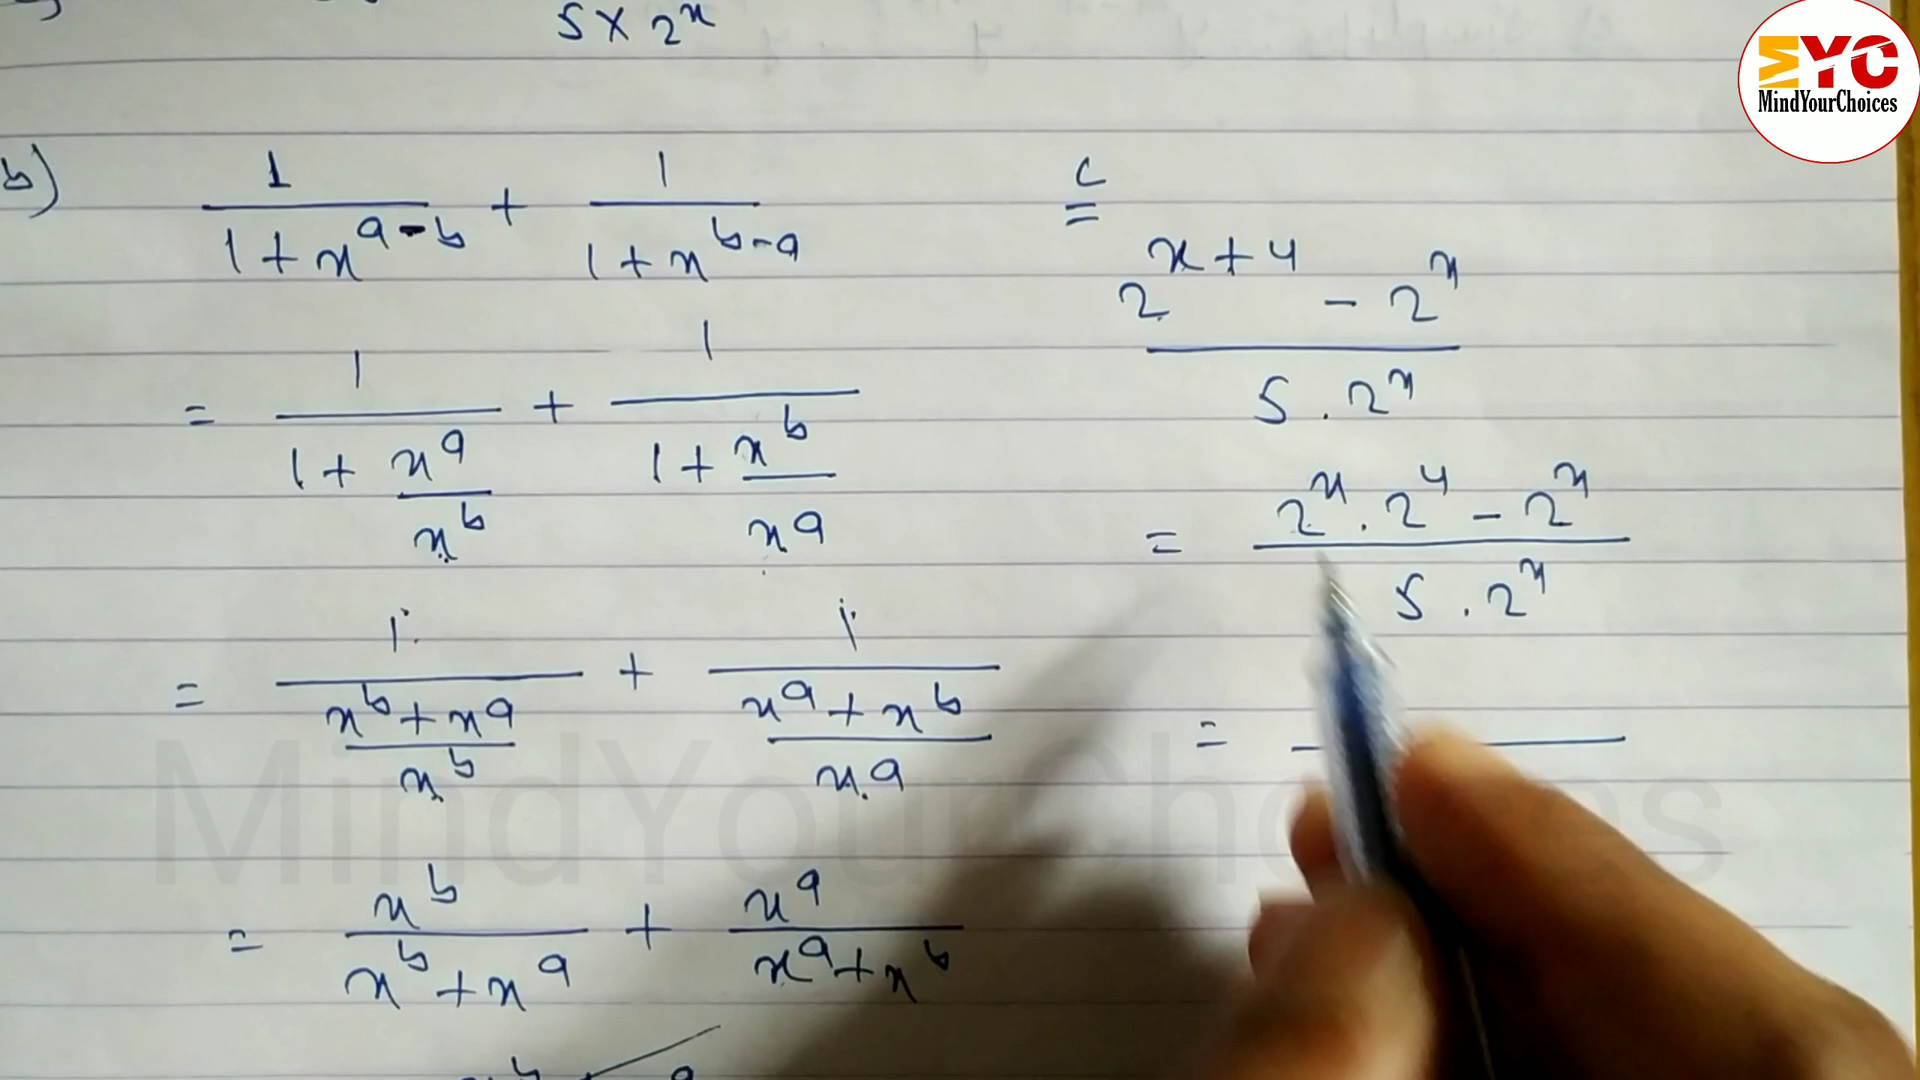 5 × 2^x
b)
1/(1+x^(a-b)) + 1/(1+x^(b-a))
= 1/(1+x^a/x^b) + 1/(1+x^b/x^a)
= 1/((x^b+x^a)/x^b) + 1/((x^a+x^b)/x^a)
= x^b/(x^b+x^a) + x^a/(x^a+x^b)
c
(2^(x+4) - 2^x)/(5 . 2^x)
= (2^x . 2^4 - 2^x)/(5 . 2^x)
=
MYC
MindYourChoices
MindYourChoices